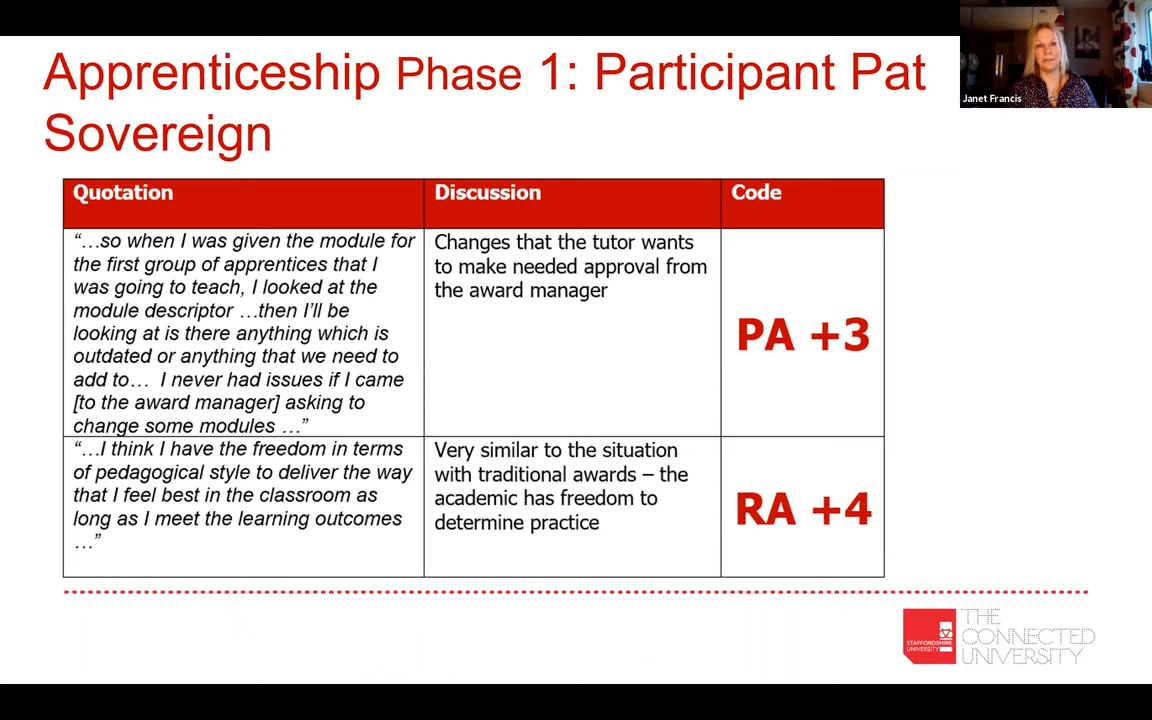 Apprenticeship Phase 1: Participant Pat
Sovereign
Janet Francis
Quotation
Discussion
Code
“…so when I was given the module for
the first group of apprentices that I
was going to teach, I looked at the
module descriptor …then I’ll be
looking at is there anything which is
outdated or anything that we need to
add to… I never had issues if I came
[to the award manager] asking to
change some modules …”
Changes that the tutor wants
to make needed approval from
the award manager
PA +3
“…I think I have the freedom in terms
of pedagogical style to deliver the way
that I feel best in the classroom as
long as I meet the learning outcomes
…”
Very similar to the situation
with traditional awards – the
academic has freedom to
determine practice
RA +4
STAFFORDSHIRE
UNIVERSITY
THE
CONNECTED
UNIVERSITY